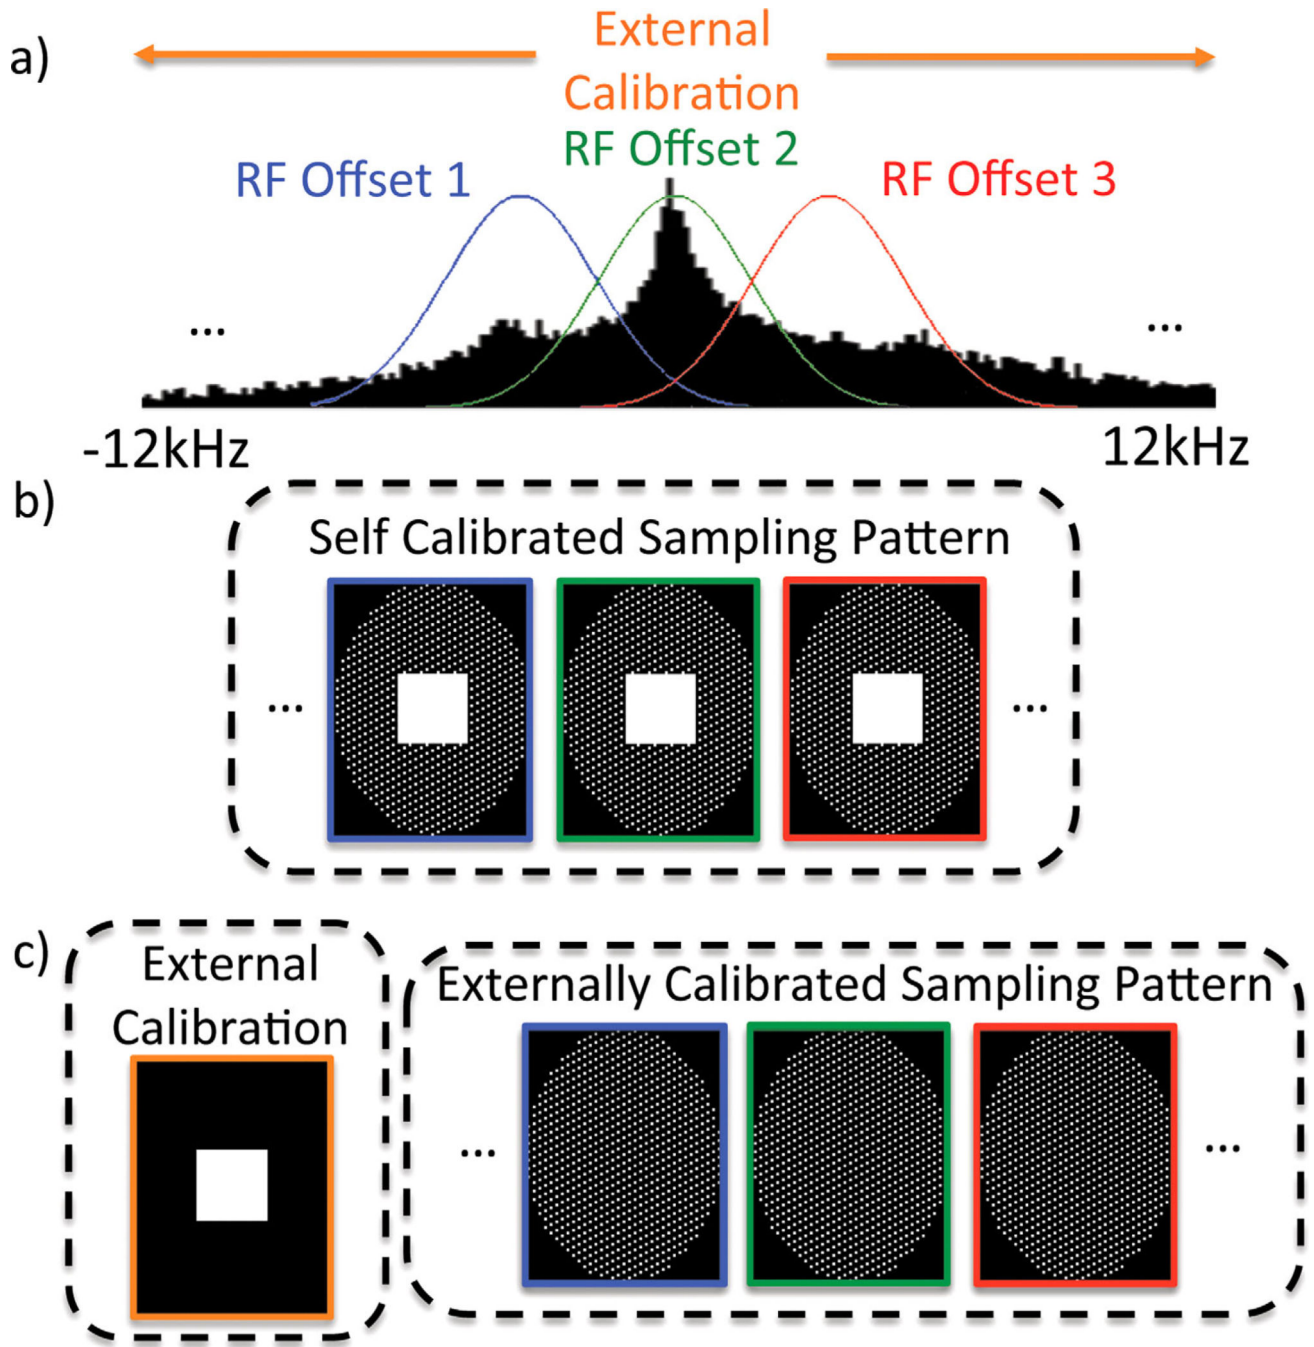 a)
External
Calibration
RF Offset 1
RF Offset 2
RF Offset 3
...
...
-12kHz
12kHz
b)
Self Calibrated Sampling Pattern
...
...
c)
External
Calibration
Externally Calibrated Sampling Pattern
...
...